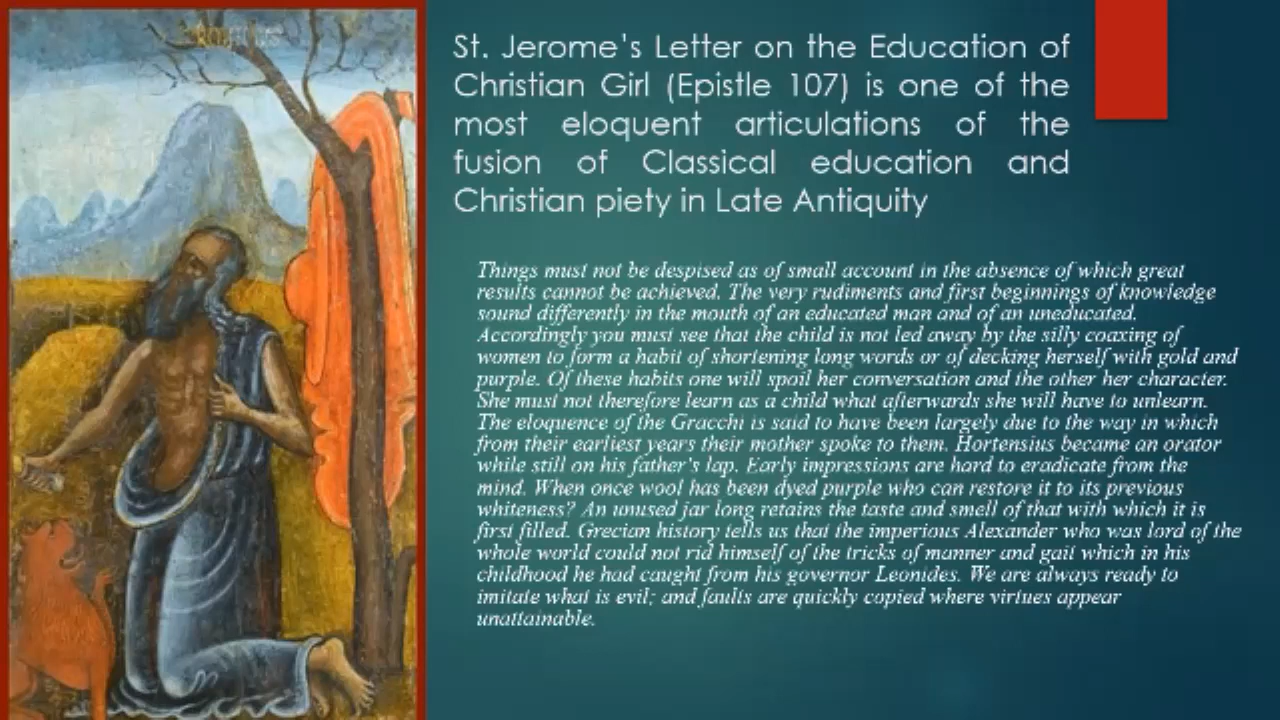 St. Jerome's Letter on the Education of
Christian Girl (Epistle 107) is one of the
most eloquent articulations of the
fusion of Classical education and
Christian piety in Late Antiquity
Things must not be despised as of small account in the absence of which great
results cannot be achieved. The very rudiments and first beginnings of knowledge
sound differently in the mouth of an educated man and of an uneducated.
Accordingly you must see that the child is not led away by the silly coaxing of
women to form a habit of shortening long words or of decking herself with gold and
purple. Of these habits one will spoil her conversation and the other her character.
She must not therefore learn as a child what afterwards she will have to unlearn.
The eloquence of the Gracchi is said to have been largely due to the way in which
from their earliest years their mother spoke to them. Hortensius became an orator
while still on his father's lap. Early impressions are hard to eradicate from the
mind. When once wool has been dyed purple who can restore it to its previous
whiteness? An unused jar long retains the taste and smell of that with which it is
first filled. Grecian history tells us that the imperious Alexander who was lord of the
whole world could not rid himself of the tricks of manner and gait which in his
childhood he had caught from his governor Leonides. We are always ready to
imitate what is evil; and faults are quickly copied where virtues appear
unattainable.